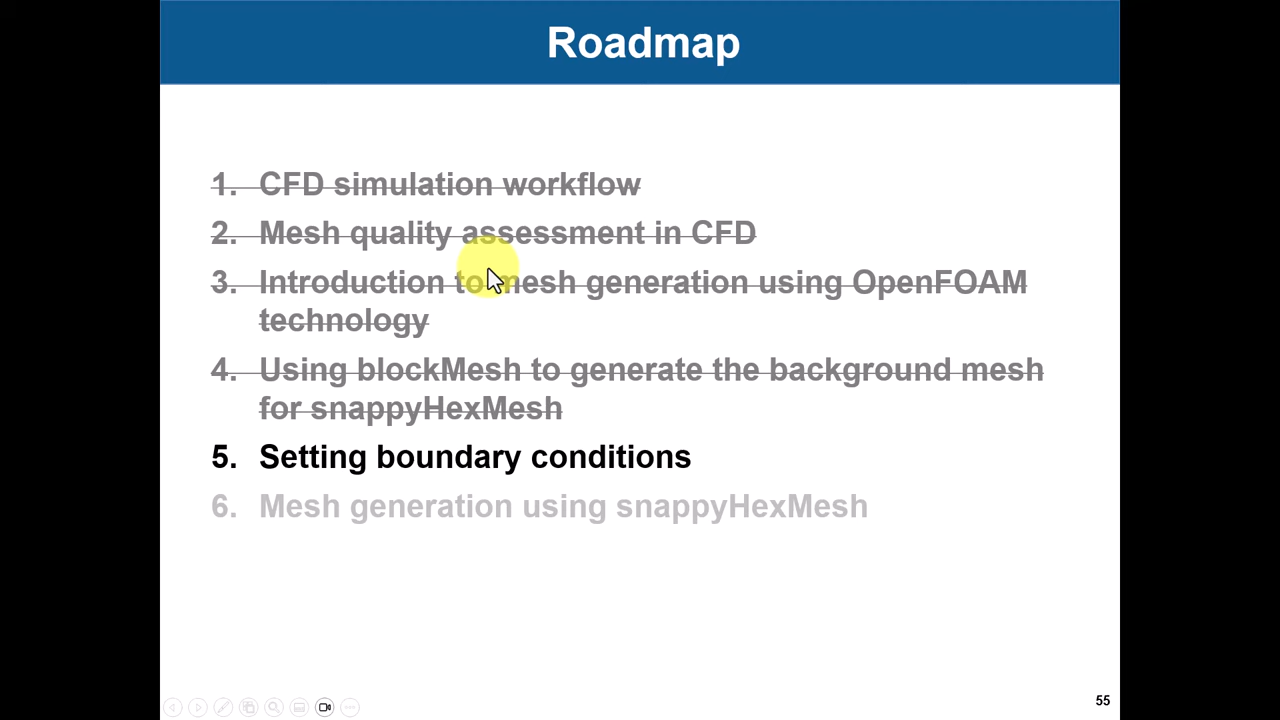 Roadmap
1. CFD simulation workflow
2. Mesh quality assessment in CFD
3. Introduction to mesh generation using OpenFOAM
technology
4. Using blockMesh to generate the background mesh
for snappyHexMesh
5. Setting boundary conditions
6. Mesh generation using snappyHexMesh
55